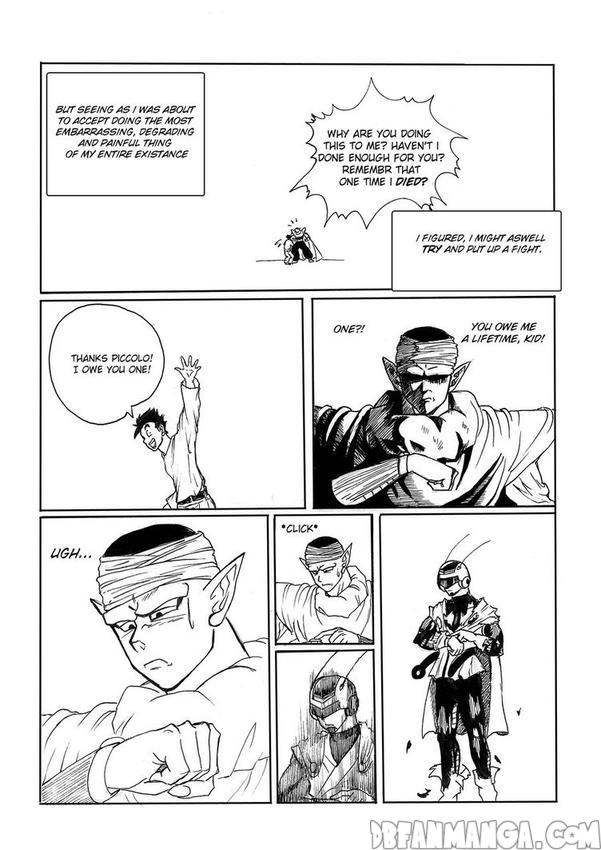 BUT SEEING AS I WAS ABOUT
TO ACCEPT DOING THE MOST
EMBARRASSING, DEGRADING
AND PAINFUL THING
OF MY ENTIRE EXISTANCE
WHY ARE YOU DOING
THIS TO ME? HAVEN'T I
DONE ENOUGH FOR YOU?
REMEMBR THAT
ONE TIME I DIED?
I FIGURED, I MIGHT ASWELL
TRY AND PUT UP A FIGHT.
THANKS PICCOLO!
I OWE YOU ONE!
ONE?!
YOU OWE ME
A LIFETIME, KID!
UGH...
*CLICK*
DBFANMANGA.COM